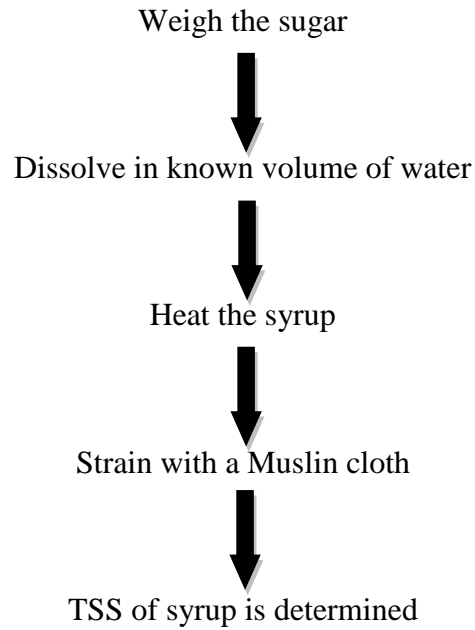 Weigh the sugar
Dissolve in known volume of water
Heat the syrup
Strain with a Muslin cloth
TSS of syrup is determined